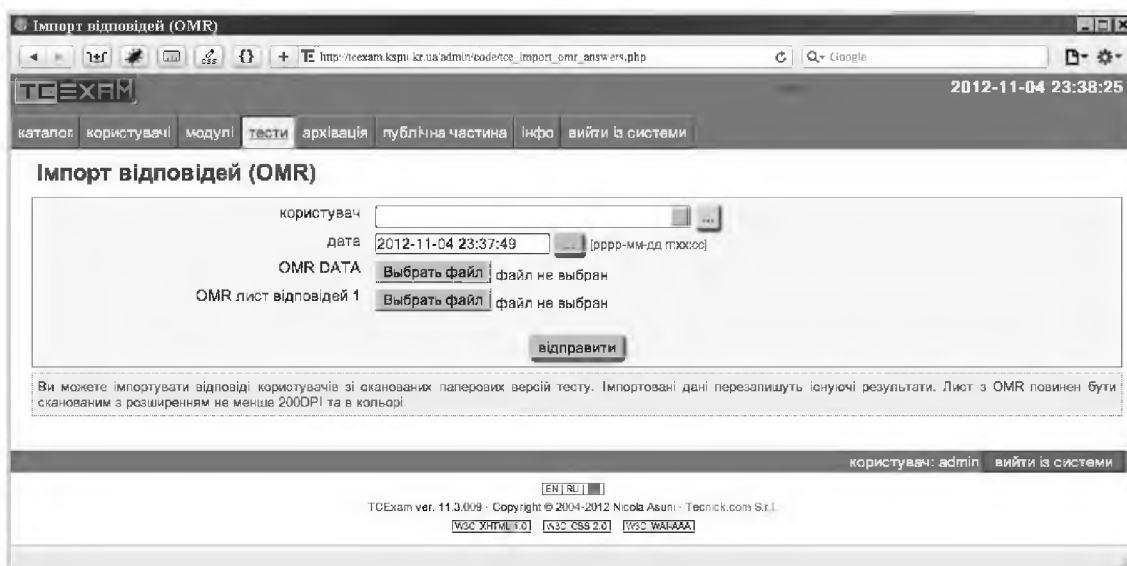 Імпорт відповідей (OMR)
http://tcexam.kspu.kr.ua/admin/code/tce_import_omr_answers.php
Google
TCEXAM
2012-11-04 23:38:25
каталог користувачі модулі тести архівація публічна частина інфо вийти із системи
Імпорт відповідей (OMR)
користувач
...
дата 2012-11-04 23:37:49 ... [рррр-мм-дд гг:хх:сс]
OMR DATA Выбрать файл файл не выбран
OMR лист відповідей 1 Выбрать файл файл не выбран
відправити
Ви можете імпортувати відповіді користувачів зі сканованих паперових версій тесту. Імпортовані дані перезапишуть існуючі результати. Лист з OMR повинен бути
сканованим з розширенням не менше 200DPI та в кольорі.
користувач: admin вийти із системи
EN | RU |
TCExam ver. 11.3.009 - Copyright © 2004-2012 Nicola Asuni - Tecnick.com S.r.l.
W3C XHTML 1.0 W3C CSS 2.0 W3C WAI-AAA